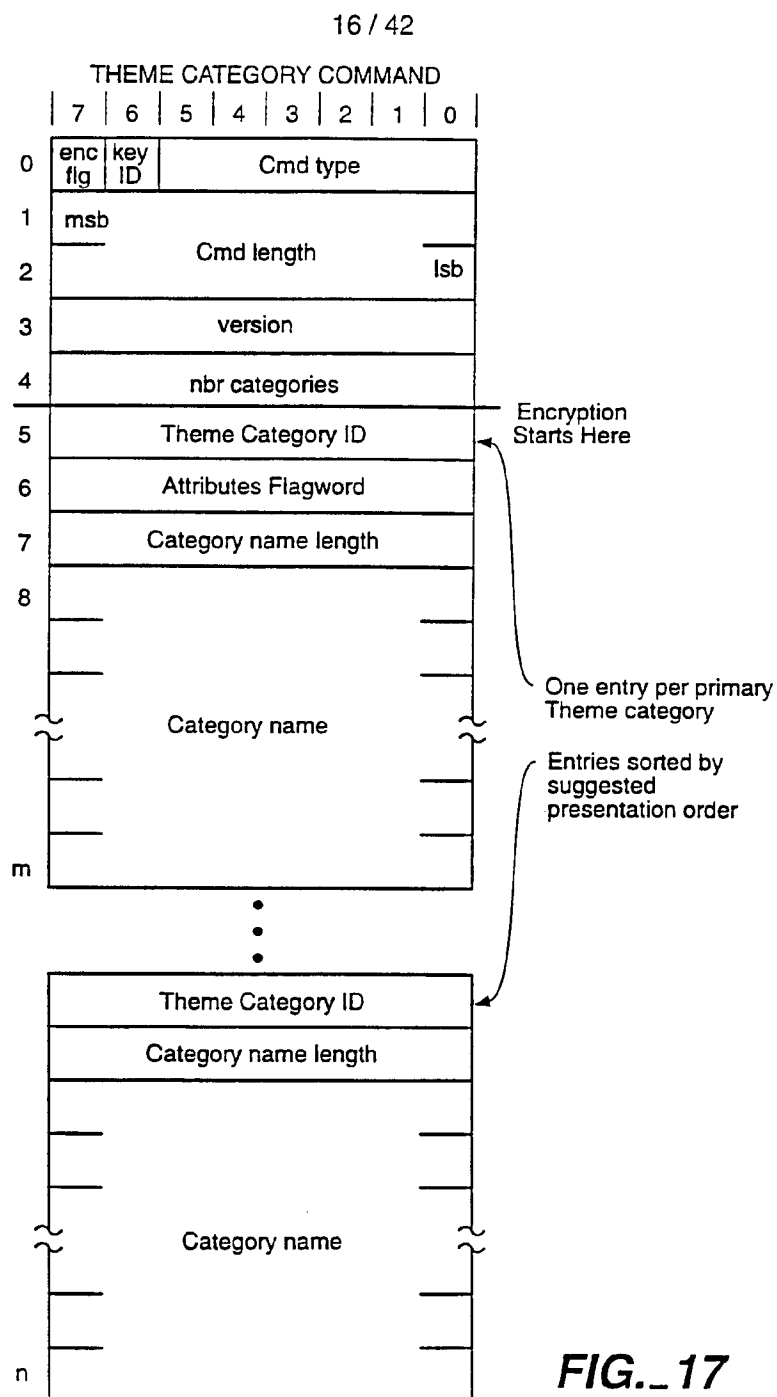 16 / 42
THEME CATEGORY COMMAND
7 6 5 4 3 2 1 0
0 enc flg key ID Cmd type
1 msb
Cmd length
2 lsb
3 version
4 nbr categories
Encryption
Starts Here
5 Theme Category ID
6 Attributes Flagword
7 Category name length
8
One entry per primary
Theme category
Category name
Entries sorted by
suggested
presentation order
m
Theme Category ID
Category name length
Category name
n
FIG._17